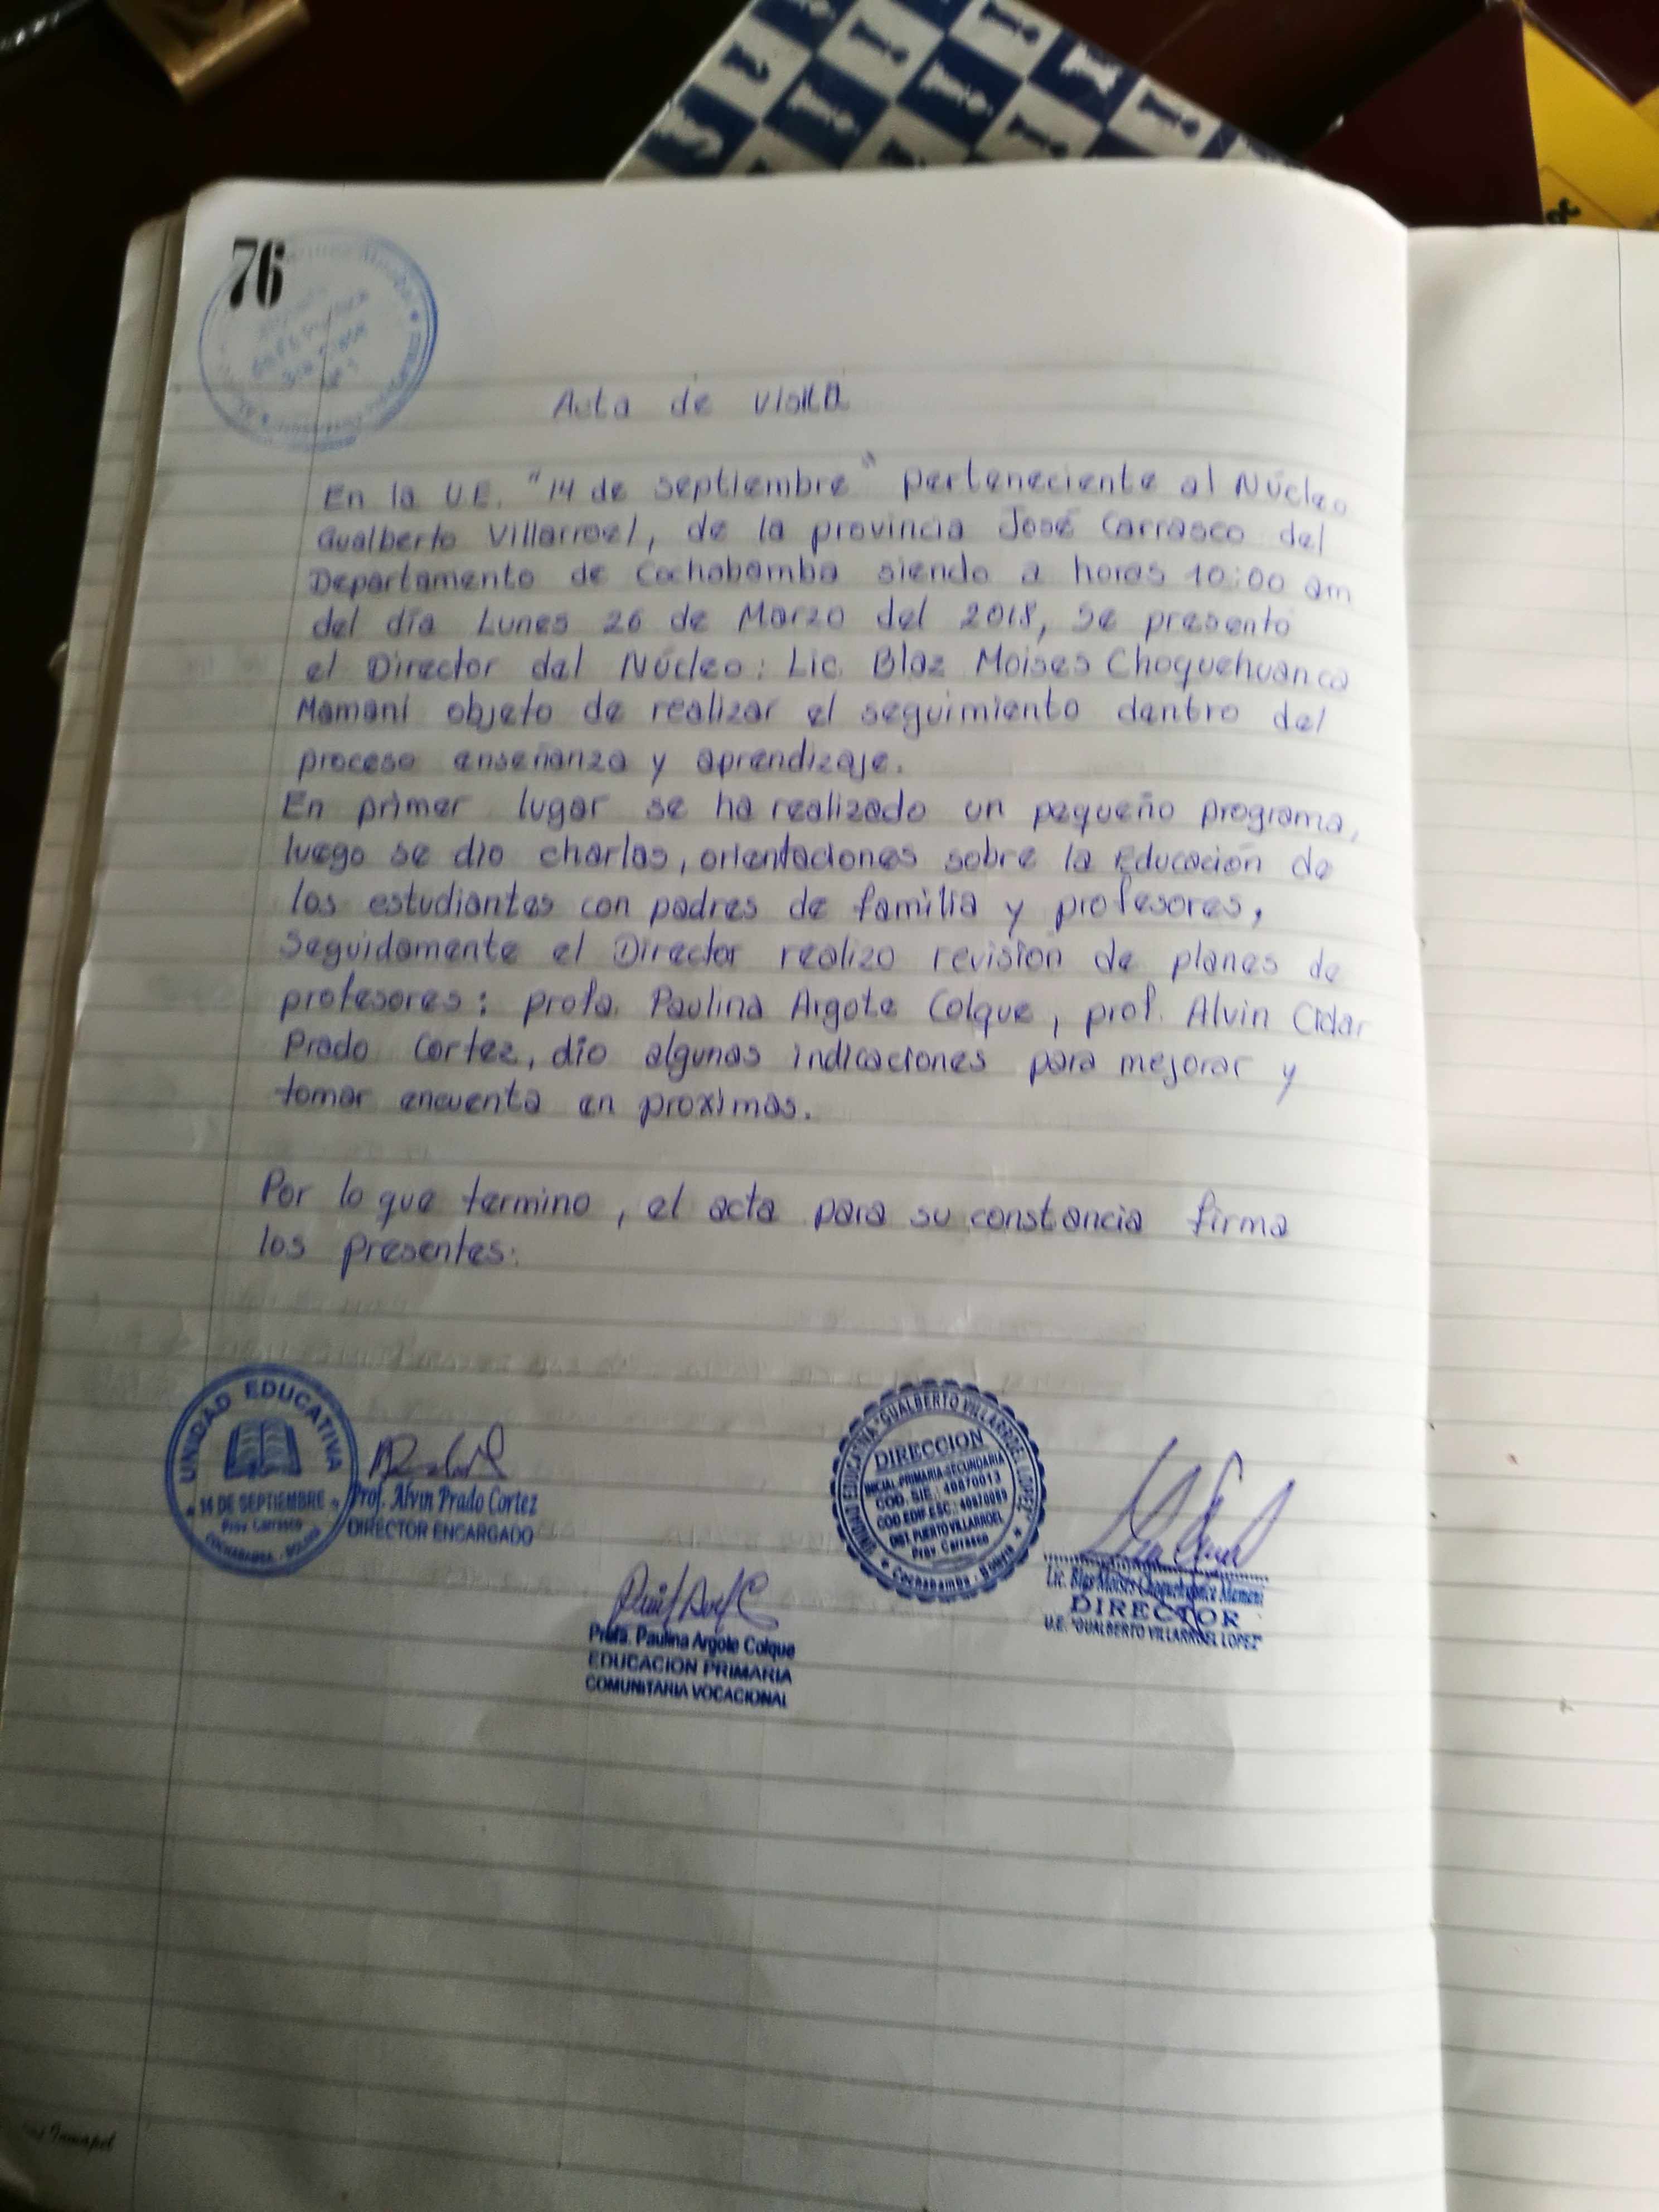 76
Acta de visita
En la U.E. "14 de septiembre" perteneciente al Núcleo
Gualberto Villarroel, de la provincia José Carrasco del
Departamento de Cochabamba siendo a horas 10:00 am
del día Lunes 26 de Marzo del 2018, se presentó
el Director del Núcleo: Lic. Blaz Moises Choquehuanca
Mamani objeto de realizar el seguimiento dentro del
proceso enseñanza y aprendizaje.
En primer lugar se ha realizado un pequeño programa,
luego se dio charlas, orientaciones sobre la Educación de
los estudiantes con padres de familia y profesores,
Seguidamente el Director realizo revisión de planes de
profesores: profa. Paulina Argote Colque, prof. Alvin Cidar
Prado Cortez, dio algunas indicaciones para mejorar y
tomar encuenta en proximas.
Por lo que termino, el acta para su constancia firma
los presentes:
UNIDAD EDUCATIVA
14 DE SEPTIEMBRE
Prov. Carrasco
COCHABAMBA - BOLIVIA
Prof. Alvin Prado Cortez
DIRECTOR ENCARGADO
UNIDAD EDUCATIVA "GUALBERTO VILLARROEL LOPEZ"
DIRECCION
INICIAL-PRIMARIA-SECUNDARIA
COD. SIE.: 40870013
COD. EDIF. ESC.: 40870089
DIST. PUERTO VILLARROEL
Prov. Carrasco
Cochabamba - Bolivia
Lic. Blas Moises Choquehuanca Mamani
DIRECTOR
U.E. "GUALBERTO VILLARROEL LOPEZ"
Profa. Paulina Argote Colque
EDUCACION PRIMARIA
COMUNITARIA VOCACIONAL